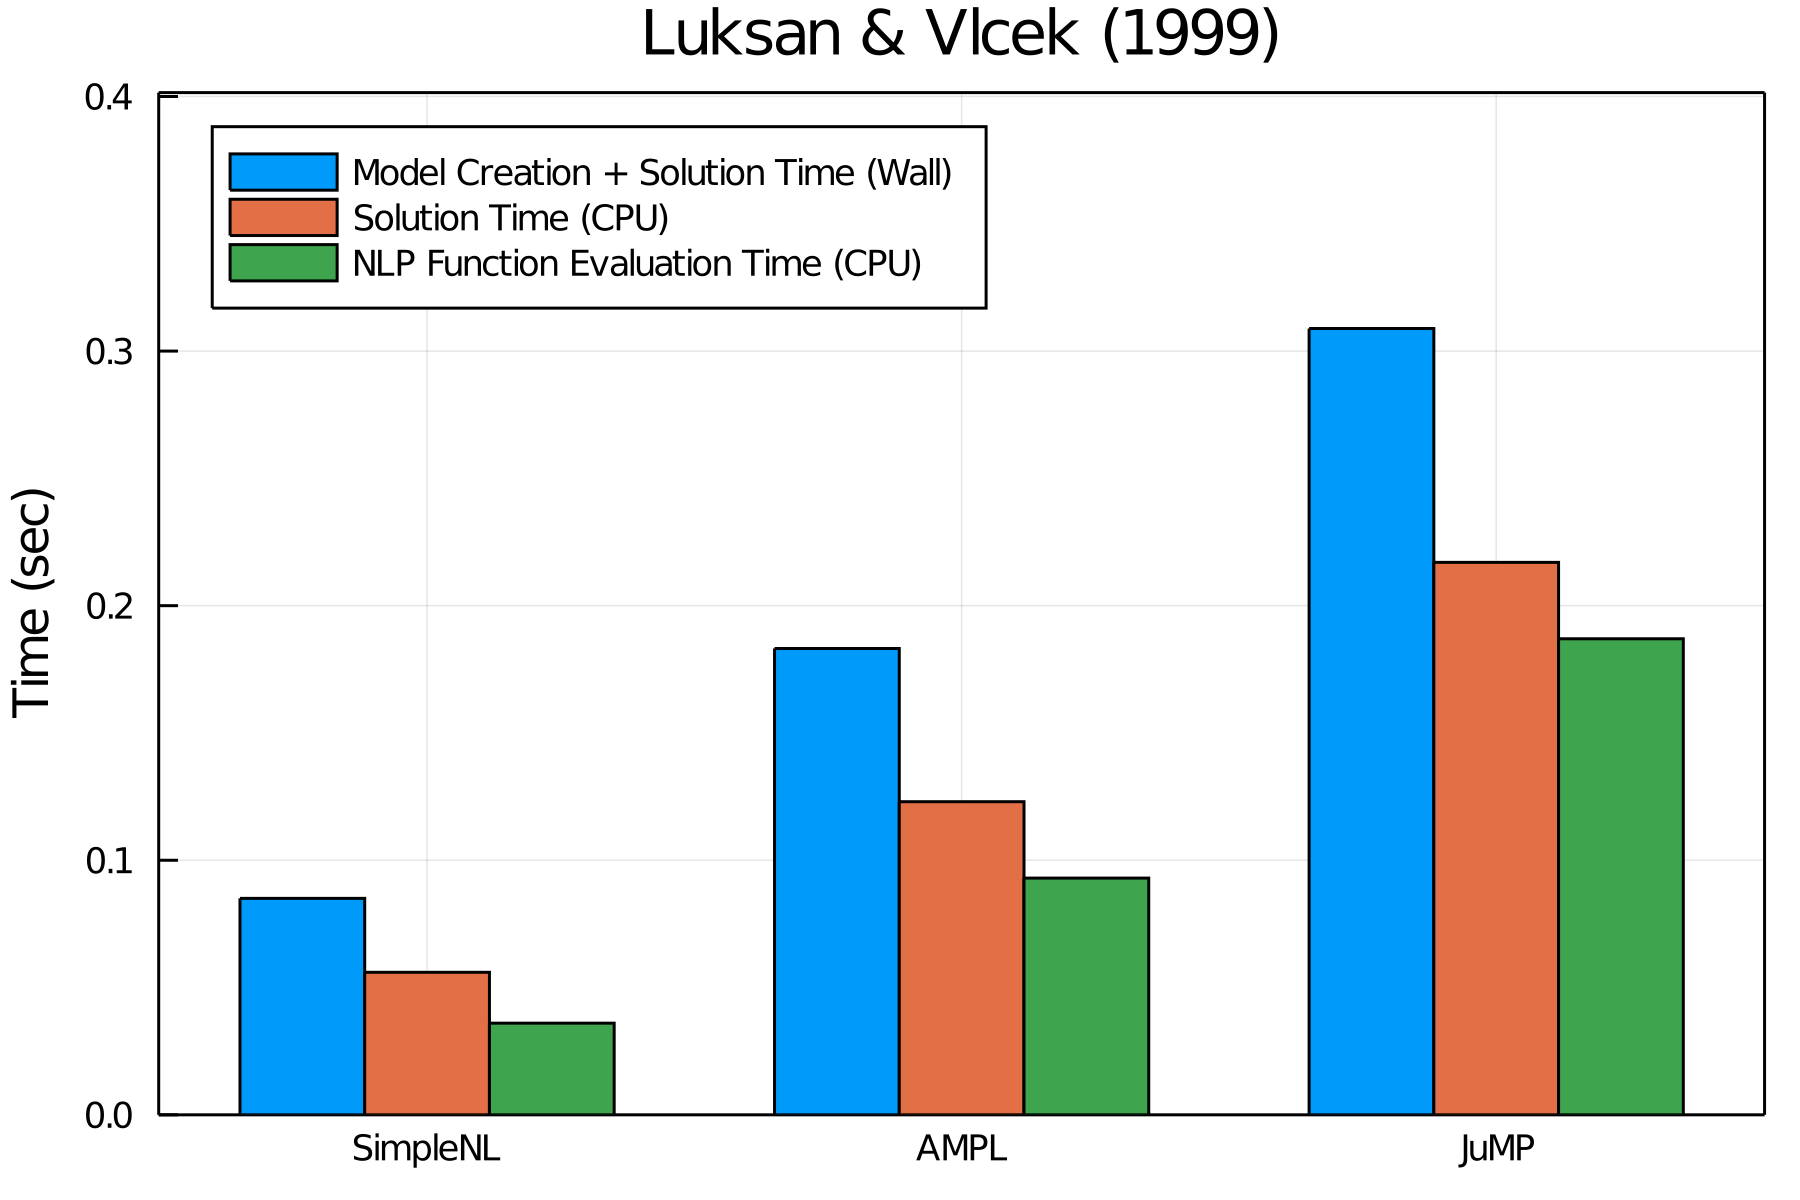 Luksan & Vlcek (1999)
0.4
Model Creation + Solution Time (Wall)
Solution Time (CPU)
NLP Function Evaluation Time (CPU)
0.3
Time (sec)
0.2
0.1
0.0
SimpleNL AMPL JuMP